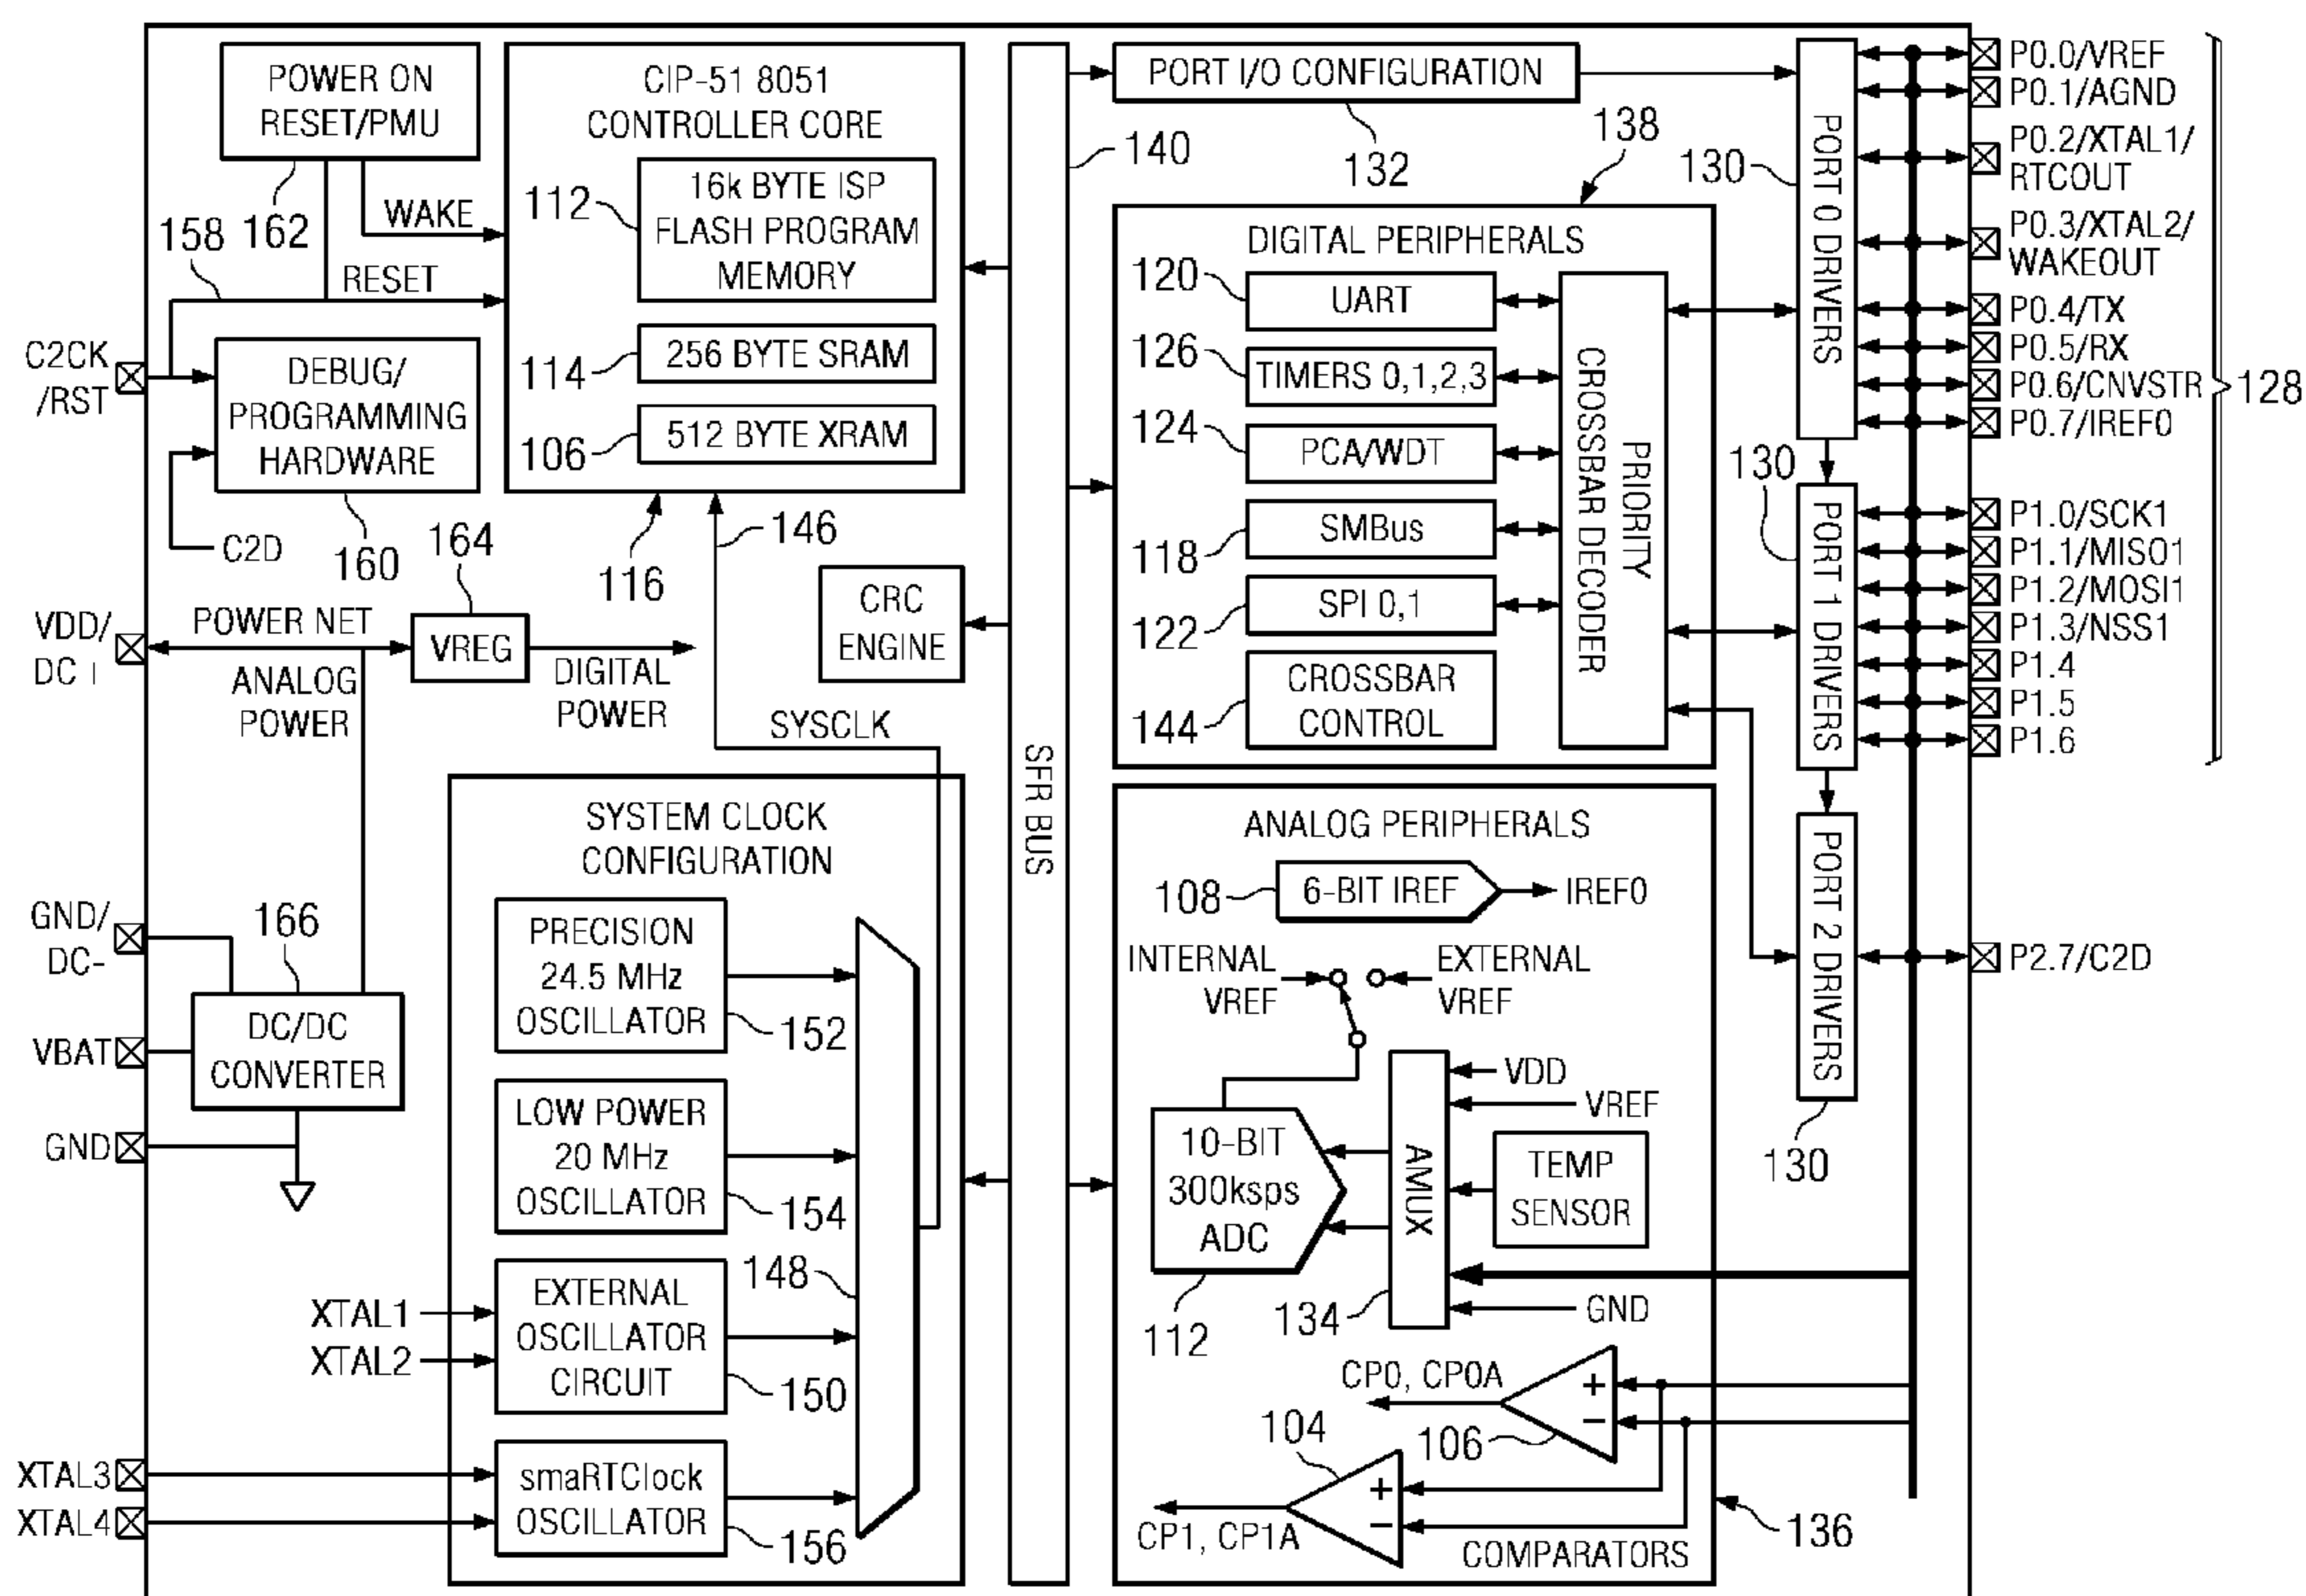 POWER ON
RESET/PMU
162
WAKE
158
RESET
C2CK
/RST
DEBUG/
PROGRAMMING
HARDWARE
C2D
160
CIP-51 8051
CONTROLLER CORE
16k BYTE ISP
FLASH PROGRAM
MEMORY
112
256 BYTE SRAM
114
512 BYTE XRAM
106
116
146
VDD/
POWER NET
164
VREG
ANALOG
POWER
DIGITAL
POWER
CRC
ENGINE
SYSCLK
GND/
DC-
166
DC/DC
CONVERTER
VBAT
GND
SYSTEM CLOCK
CONFIGURATION
PRECISION
24.5 MHz
OSCILLATOR
152
LOW POWER
20 MHz
OSCILLATOR
154
148
XTAL1
XTAL2
EXTERNAL
OSCILLATOR
CIRCUIT
150
XTAL3
XTAL4
smaRTClock
OSCILLATOR
156
SFR BUS
140
PORT I/O CONFIGURATION
132
138
DIGITAL PERIPHERALS
120
UART
126
TIMERS 0,1,2,3
124
PCA/WDT
118
SMBus
122
SPI 0,1
144
CROSSBAR
CONTROL
PRIORITY
CROSSBAR DECODER
ANALOG PERIPHERALS
108
6-BIT IREF
IREF0
INTERNAL
VREF
EXTERNAL
VREF
VDD
VREF
10-BIT
300ksps
ADC
112
AMUX
134
TEMP
SENSOR
GND
CP0, CP0A
106
104
CP1, CP1A
COMPARATORS
136
130
PORT 0 DRIVERS
130
PORT 1 DRIVERS
PORT 2 DRIVERS
130
P0.0/VREF
P0.1/AGND
P0.2/XTAL1/
RTCOUT
P0.3/XTAL2/
WAKEOUT
P0.4/TX
P0.5/RX
P0.6/CNVSTR
P0.7/IREF0
128
P1.0/SCK1
P1.1/MISO1
P1.2/MOSI1
P1.3/NSS1
P1.4
P1.5
P1.6
P2.7/C2D